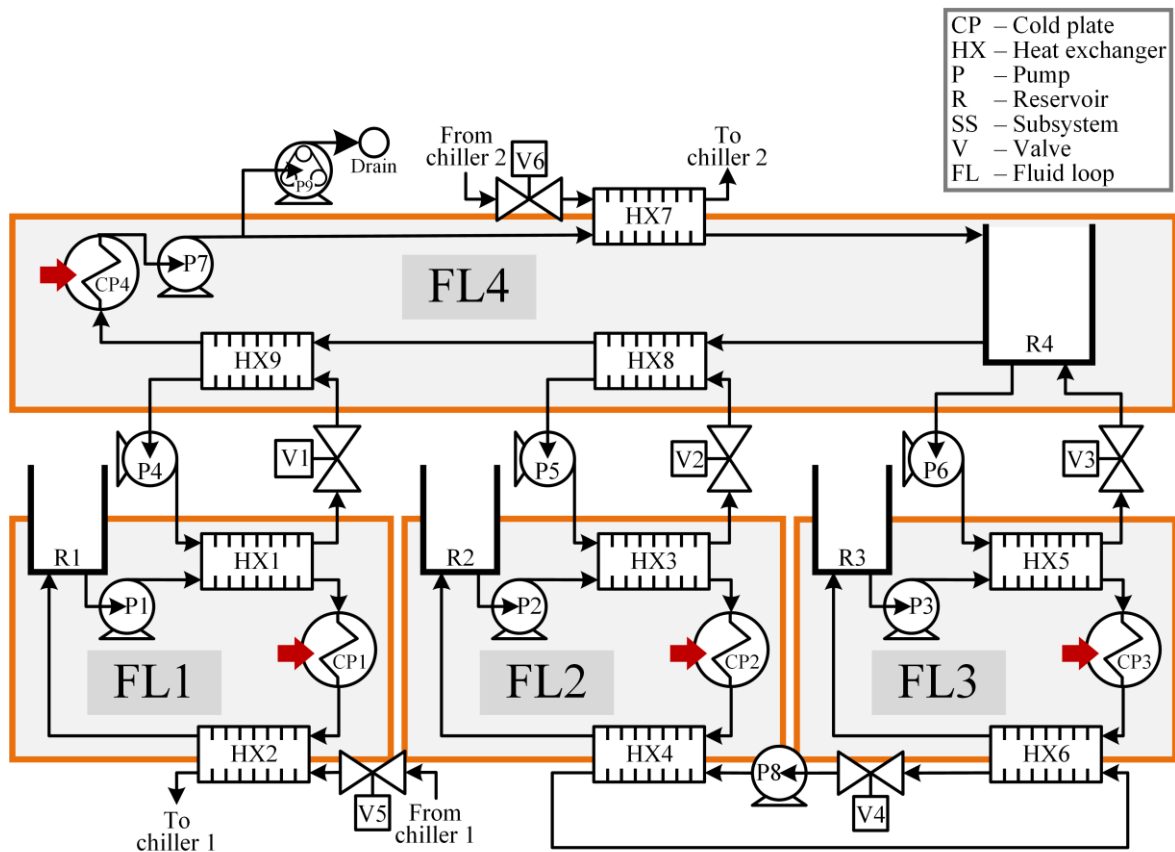 CP – Cold plate
HX – Heat exchanger
P – Pump
R – Reservoir
SS – Subsystem
V – Valve
FL – Fluid loop
From
chiller 2
V6
To
chiller 2
P9
Drain
HX7
CP4
P7
FL4
R4
HX9
HX8
P4
V1
P5
V2
P6
V3
R1
HX1
P1
CP1
FL1
HX2
R2
HX3
P2
CP2
FL2
HX4
R3
HX5
P3
CP3
FL3
HX6
P8
V5
V4
To
chiller 1
From
chiller 1